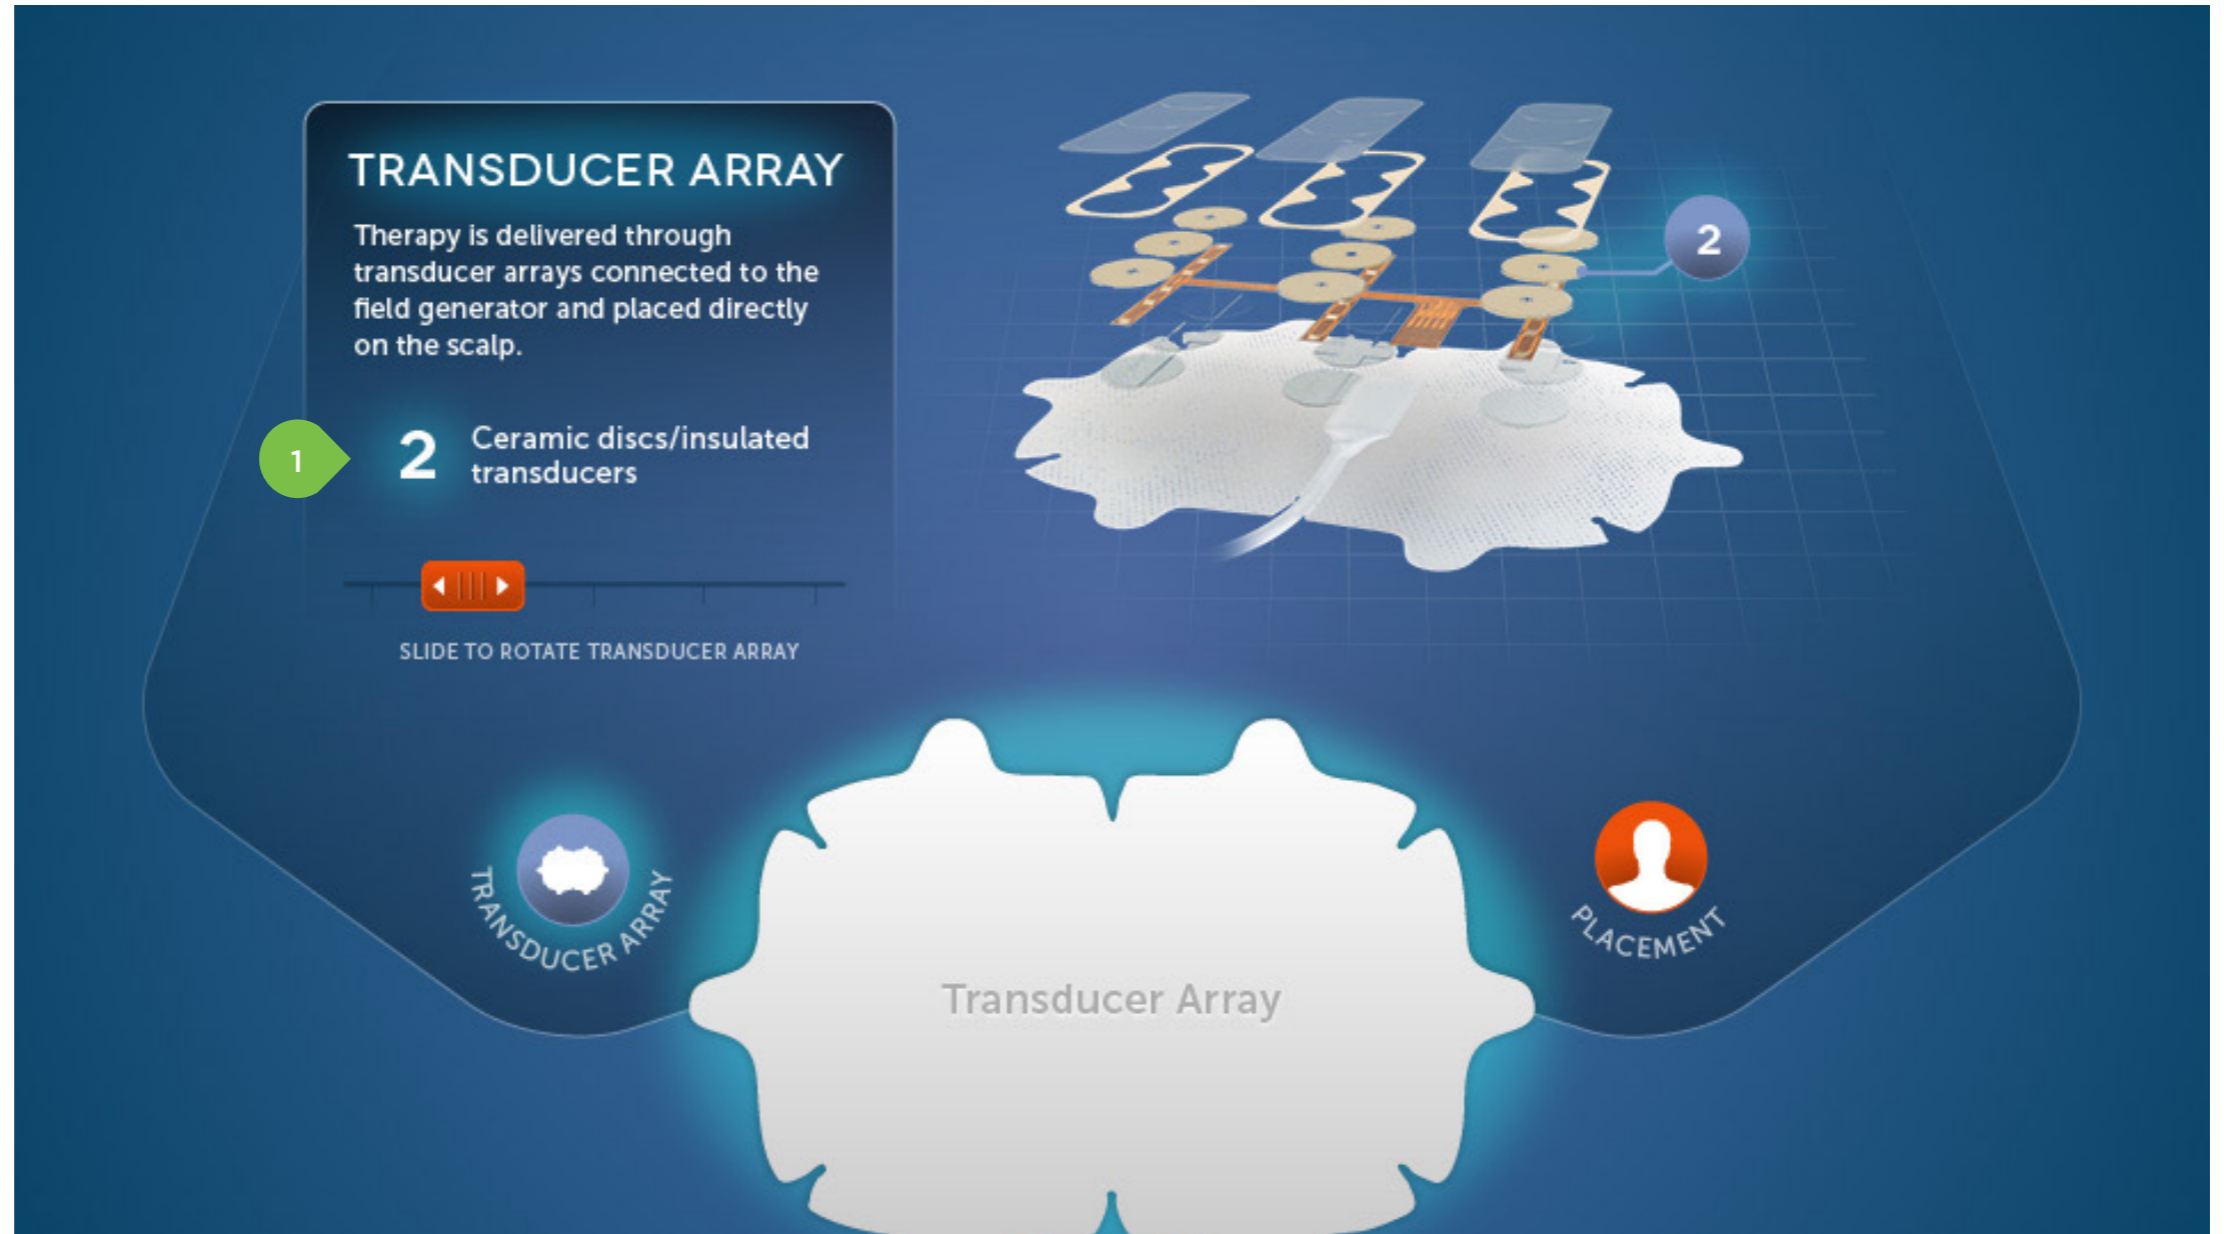 TRANSDUCER ARRAY
Therapy is delivered through
transducer arrays connected to the
field generator and placed directly
on the scalp.
1
2
Ceramic discs/insulated
transducers
SLIDE TO ROTATE TRANSDUCER ARRAY
2
TRANSDUCER ARRAY
Transducer Array
PLACEMENT